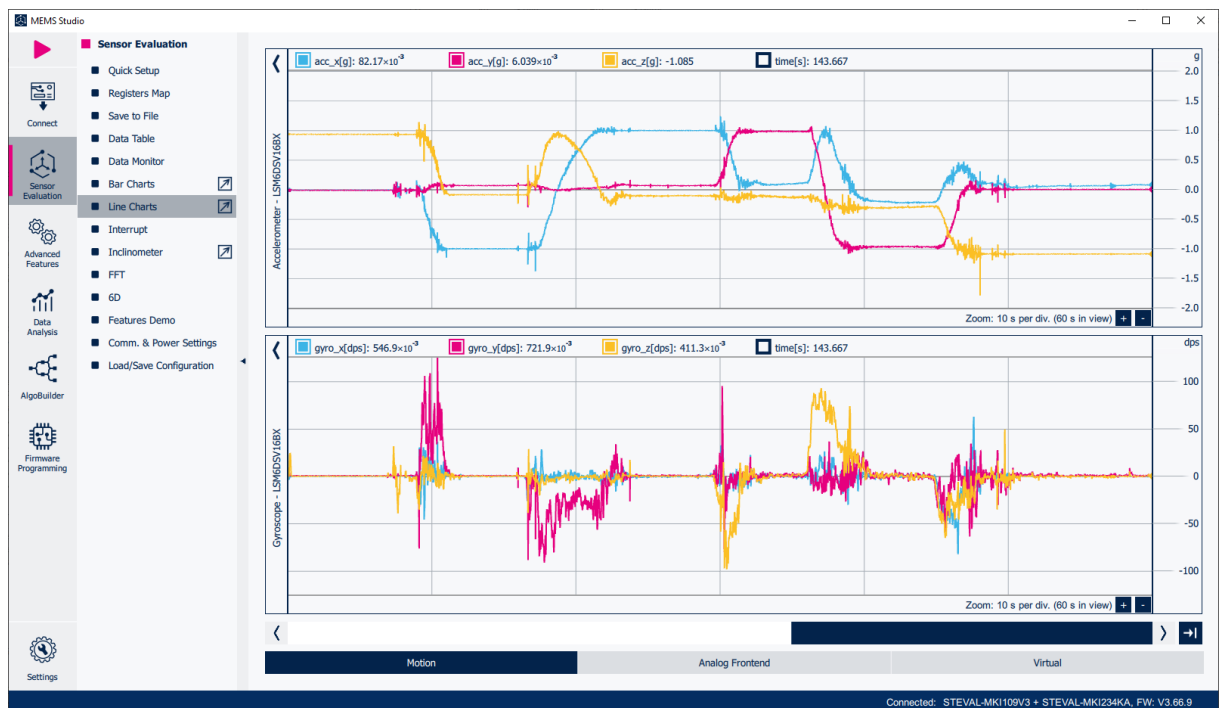 MEMS Studio
Connect
Sensor
Evaluation
Advanced
Features
Data
Analysis
AlgoBuilder
Firmware
Programming
Settings
Sensor Evaluation
Quick Setup
Registers Map
Save to File
Data Table
Data Monitor
Bar Charts
Line Charts
Interrupt
Inclinometer
FFT
6D
Features Demo
Comm. & Power Settings
Load/Save Configuration
acc_x[g]: 82.17×10⁻³ acc_y[g]: 6.039×10⁻³ acc_z[g]: -1.085 time[s]: 143.667
Accelerometer - LSM6DSV16BX
g
2.0
1.5
1.0
0.5
0.0
-0.5
-1.0
-1.5
-2.0
Zoom: 10 s per div. (60 s in view) + -
gyro_x[dps]: 546.9×10⁻³ gyro_y[dps]: 721.9×10⁻³ gyro_z[dps]: 411.3×10⁻³ time[s]: 143.667
Gyroscope - LSM6DSV16BX
dps
100
50
0
-50
-100
Zoom: 10 s per div. (60 s in view) + -
Motion Analog Frontend Virtual
Connected: STEVAL-MKI109V3 + STEVAL-MKI234KA, FW: V3.66.9